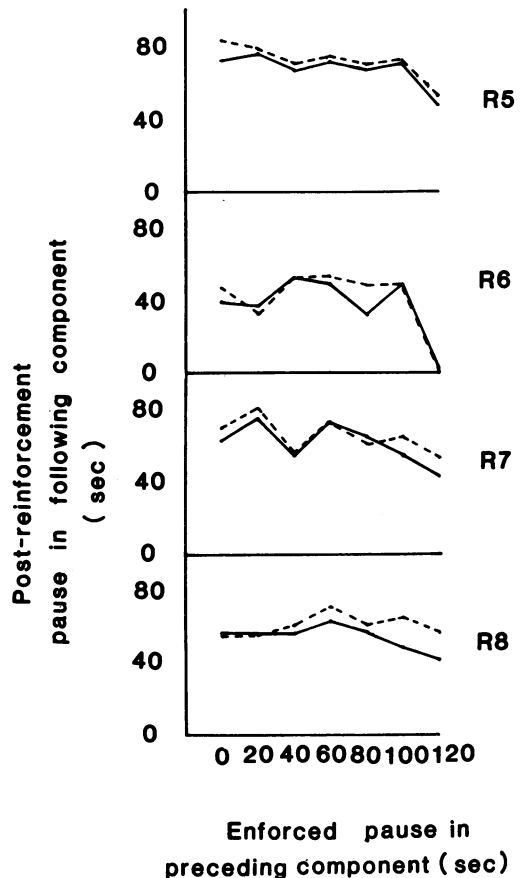 80
40
0
R5
80
40
0
R6
80
40
0
R7
80
40
0
R8
Post-reinforcement
pause in following component
(sec)
0 20 40 60 80 100 120
Enforced pause in
preceding component (sec)